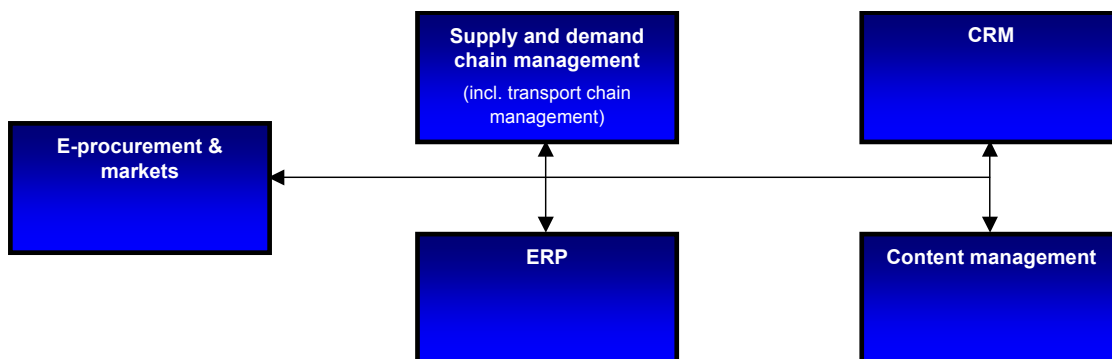 Supply and demand
chain management
(incl. transport chain
management)
CRM
E-procurement &
markets
ERP
Content management